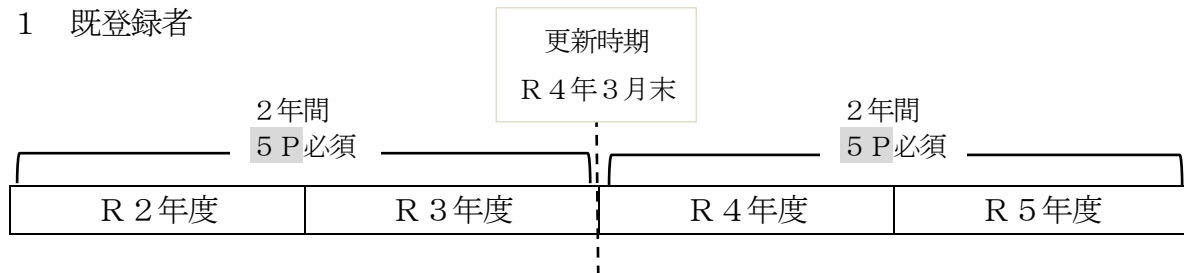 １　既登録者
更新時期
Ｒ４年３月末
２年間
５Ｐ必須
２年間
５Ｐ必須
Ｒ２年度
Ｒ３年度
Ｒ４年度
Ｒ５年度